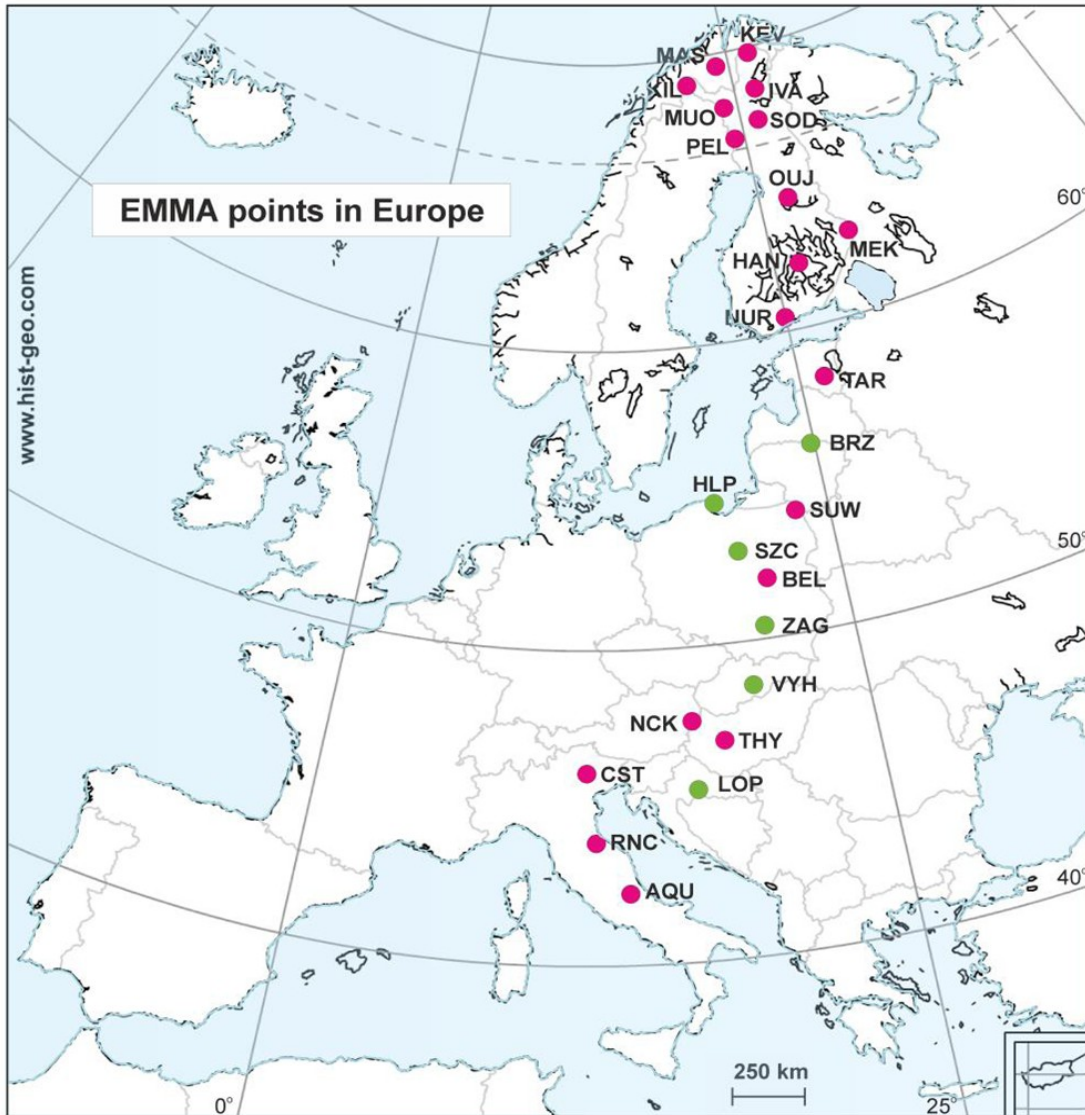 KEV
MAS
KIL
IVA
MUO
SOD
PEL
OUJ
60°
EMMA points in Europe
MEK
HAN
www.hist-geo.com
NUR
TAR
BRZ
HLP
SUW
50°
SZC
BEL
ZAG
VYH
NCK
THY
CST
LOP
RNC
40°
AQU
250 km
0°
25°